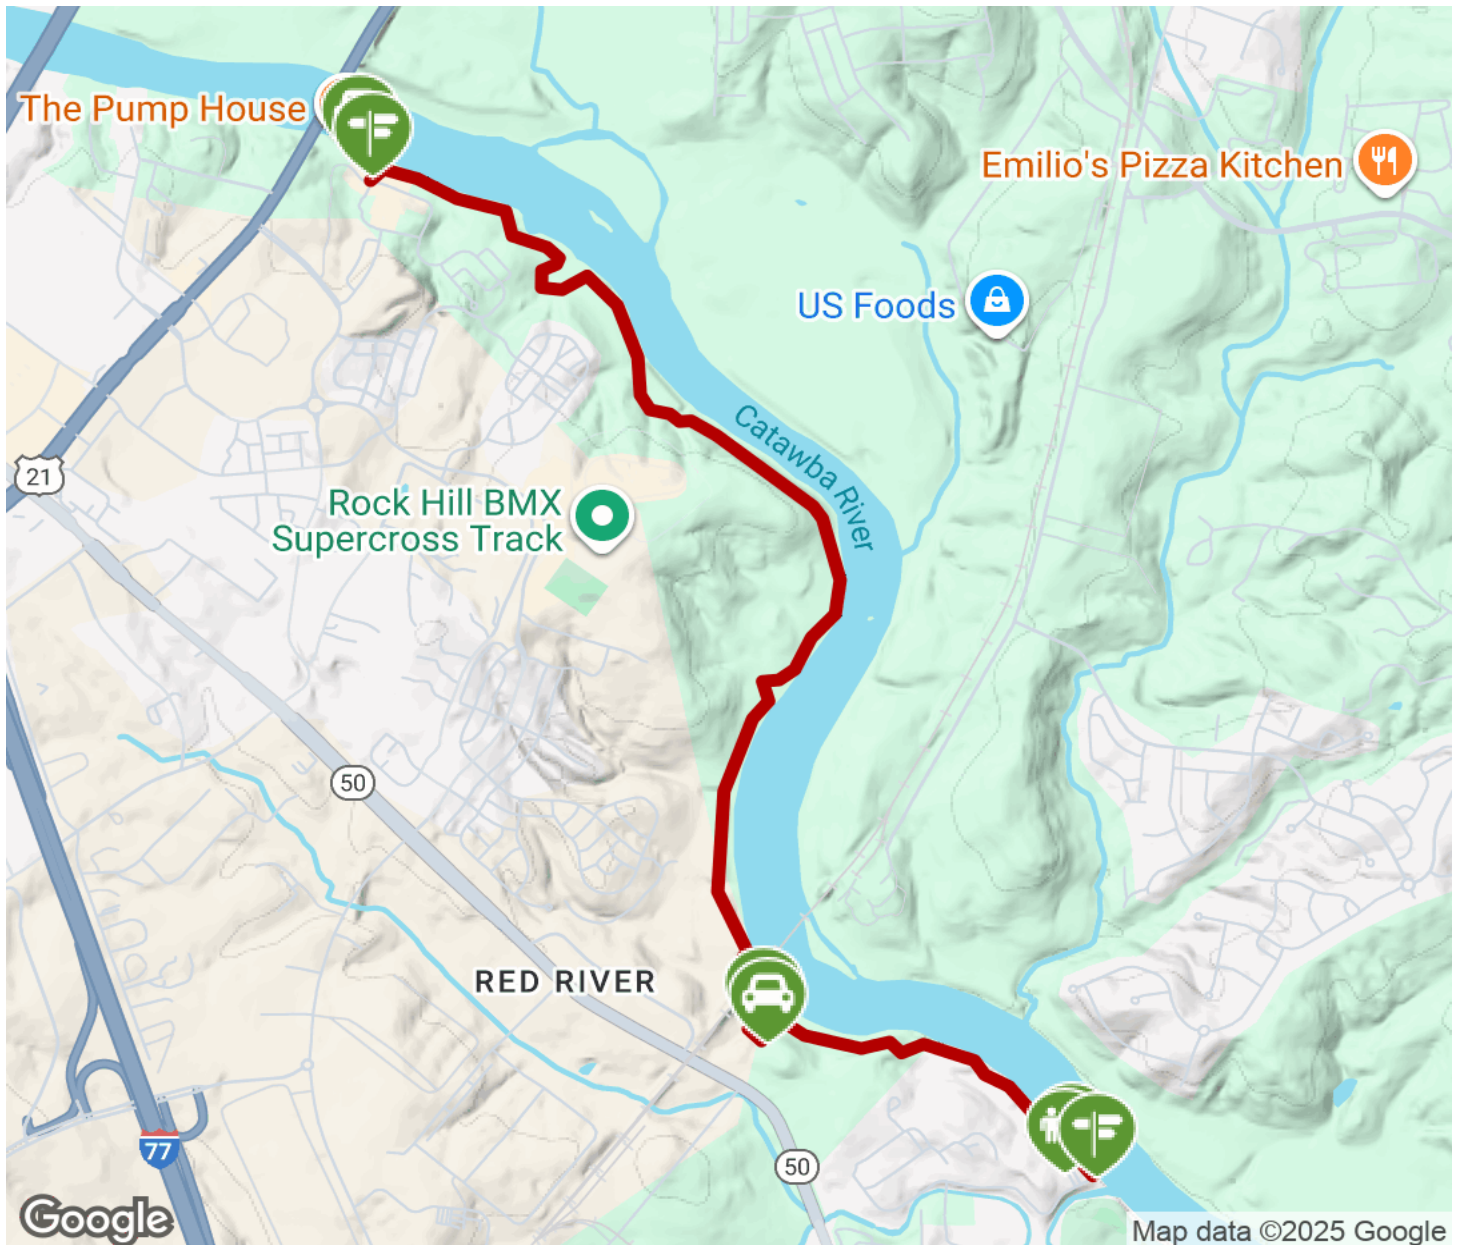 The Pump House
Emilio's Pizza Kitchen
US Foods
Catawba River
21
Rock Hill BMX
Supercross Track
50
RED RIVER
77
50
Google
Map data ©2025 Google